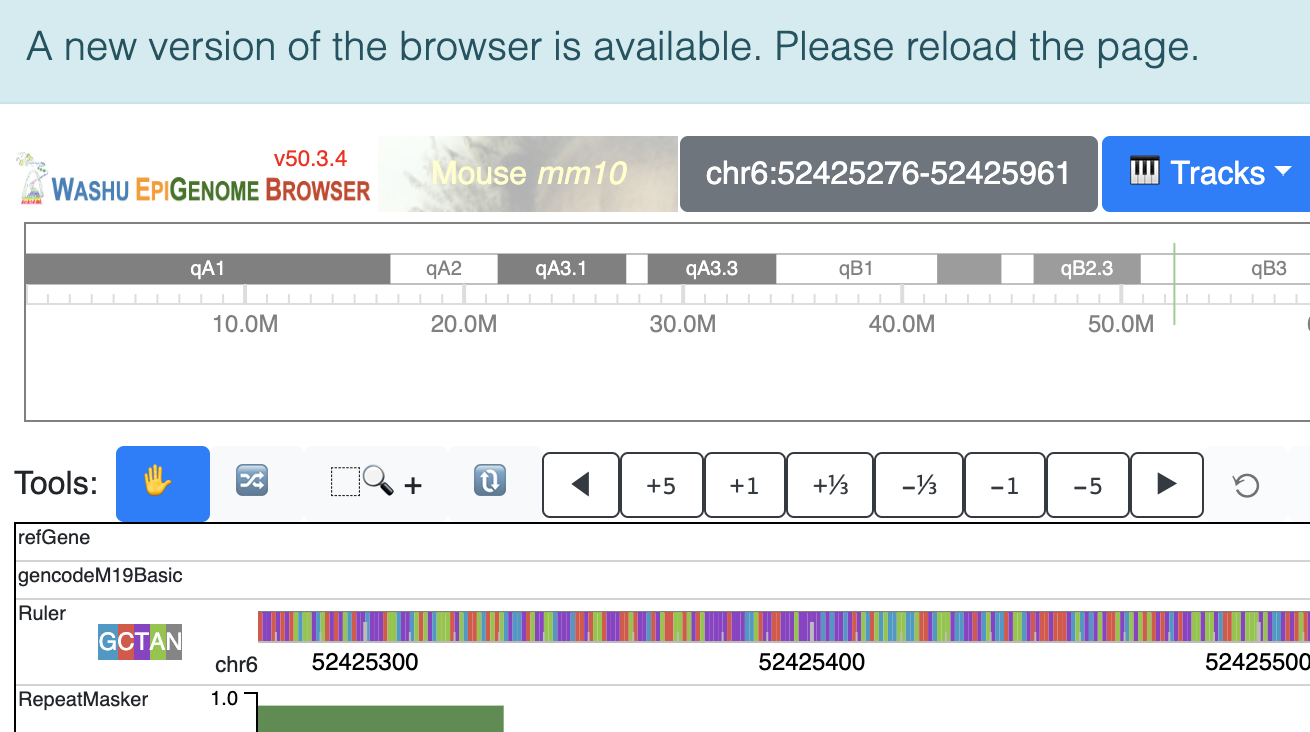 A new version of the browser is available. Please reload the page.
v50.3.4
WASHU EPIGENOME BROWSER
Mouse mm10
chr6:52425276-52425961
Tracks
qA1 qA2 qA3.1 qA3.3 qB1 qB2.3 qB3
10.0M 20.0M 30.0M 40.0M 50.0M
Tools: + +5 +1 +⅓ −⅓ −1 −5
refGene
gencodeM19Basic
Ruler
GCTAN
chr6 52425300 52425400 52425500
RepeatMasker 1.0